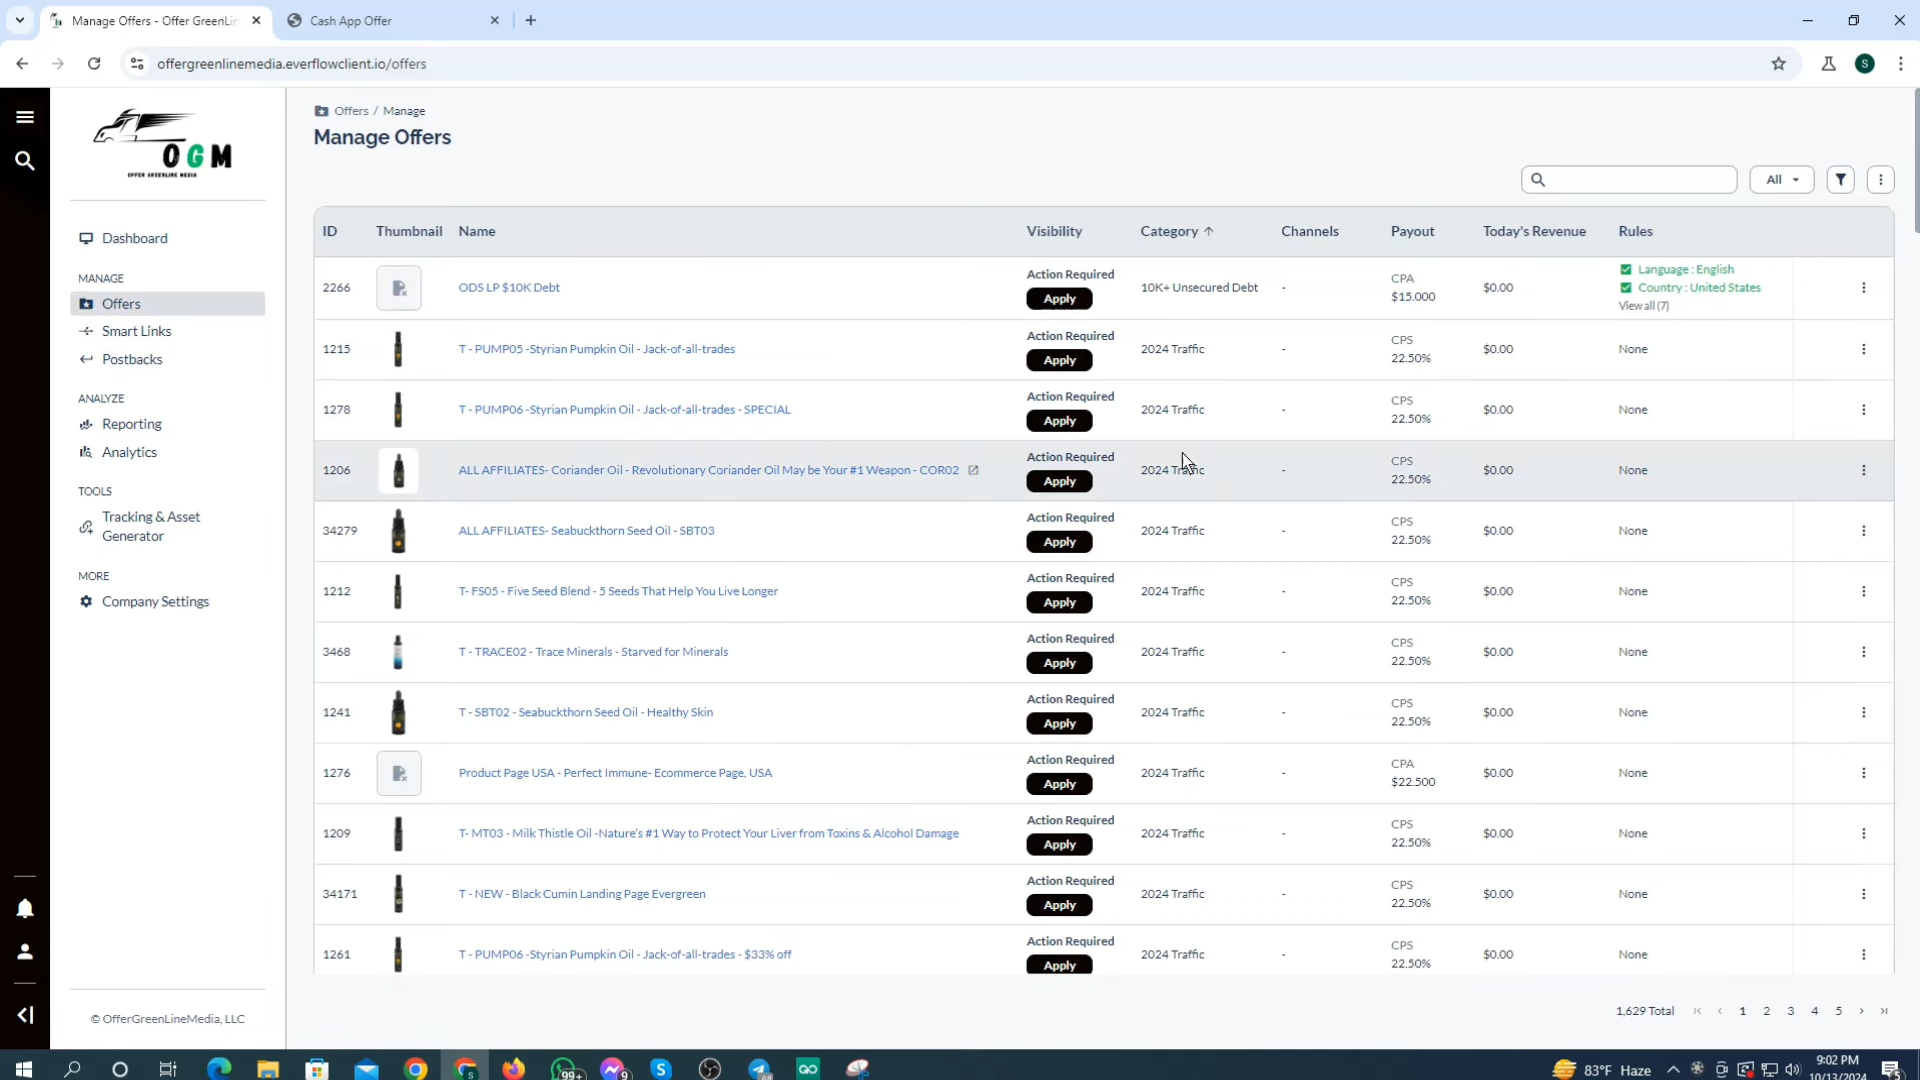 Manage Offers - Offer GreenLin
Cash App Offer
offergreenlinemedia.everflowclient.io/offers
S
OGM
OFFER GREENLINE MEDIA
Dashboard
MANAGE
Offers
Smart Links
Postbacks
ANALYZE
Reporting
Analytics
TOOLS
Tracking & Asset
Generator
MORE
Company Settings
© OfferGreenLineMedia, LLC
Offers / Manage
Manage Offers
All
ID Thumbnail Name Visibility Category Channels Payout Today's Revenue Rules
2266 ODS LP $10K Debt Action Required Apply 10K+ Unsecured Debt - CPA $15.000 $0.00 Language : English Country : United States View all (7)
1215 T - PUMP05 -Styrian Pumpkin Oil - Jack-of-all-trades Action Required Apply 2024 Traffic - CPS 22.50% $0.00 None
1278 T - PUMP06 -Styrian Pumpkin Oil - Jack-of-all-trades - SPECIAL Action Required Apply 2024 Traffic - CPS 22.50% $0.00 None
1206 ALL AFFILIATES- Coriander Oil - Revolutionary Coriander Oil May be Your #1 Weapon - COR02 Action Required Apply 2024 Traffic - CPS 22.50% $0.00 None
34279 ALL AFFILIATES- Seabuckthorn Seed Oil - SBT03 Action Required Apply 2024 Traffic - CPS 22.50% $0.00 None
1212 T- FS05 - Five Seed Blend - 5 Seeds That Help You Live Longer Action Required Apply 2024 Traffic - CPS 22.50% $0.00 None
3468 T - TRACE02 - Trace Minerals - Starved for Minerals Action Required Apply 2024 Traffic - CPS 22.50% $0.00 None
1241 T - SBT02 - Seabuckthorn Seed Oil - Healthy Skin Action Required Apply 2024 Traffic - CPS 22.50% $0.00 None
1276 Product Page USA - Perfect Immune- Ecommerce Page, USA Action Required Apply 2024 Traffic - CPA $22.500 $0.00 None
1209 T- MT03 - Milk Thistle Oil -Nature's #1 Way to Protect Your Liver from Toxins & Alcohol Damage Action Required Apply 2024 Traffic - CPS 22.50% $0.00 None
34171 T - NEW - Black Cumin Landing Page Evergreen Action Required Apply 2024 Traffic - CPS 22.50% $0.00 None
1261 T - PUMP06 -Styrian Pumpkin Oil - Jack-of-all-trades - $33% off Action Required Apply 2024 Traffic - CPS 22.50% $0.00 None
1,629 Total 1 2 3 4 5
99+ 9 83°F Haze 9:02 PM
10/13/2024 5